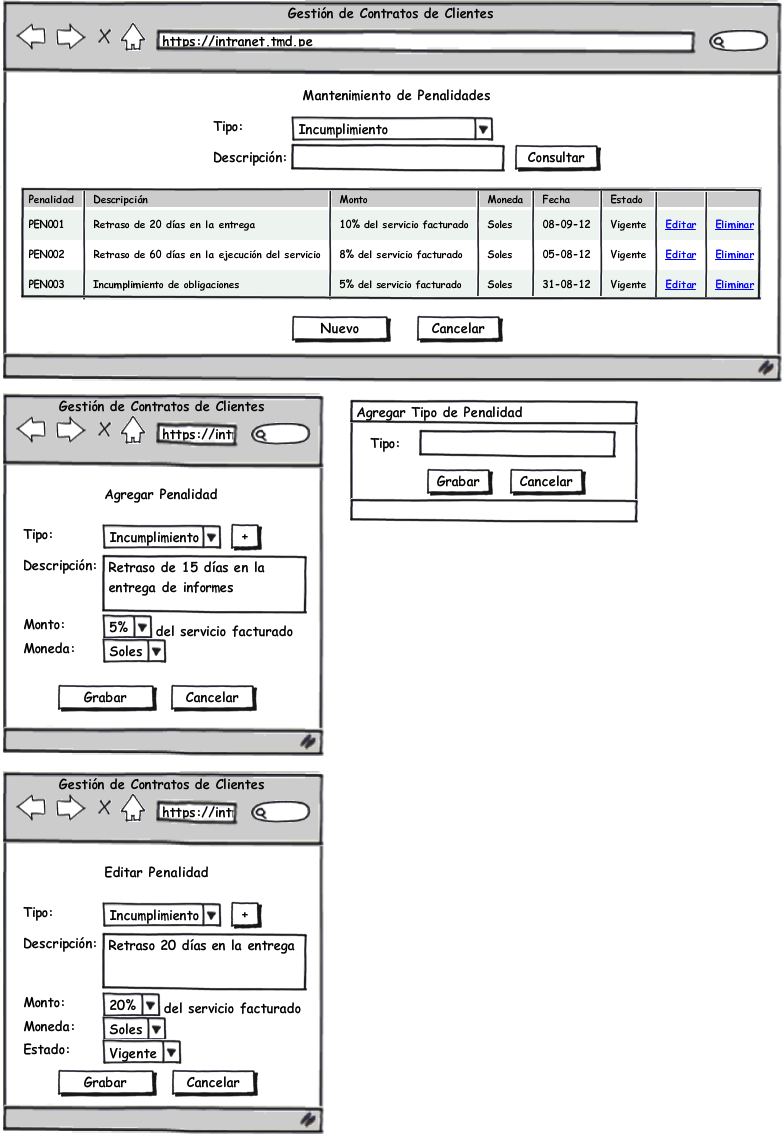 Gestión de Contratos de Clientes
https://intranet.tmd.pe
Mantenimiento de Penalidades
Tipo: Incumplimiento
Descripción: Consultar
Penalidad Descripción Monto Moneda Fecha Estado
PEN001 Retraso de 20 días en la entrega 10% del servicio facturado Soles 08-09-12 Vigente Editar Eliminar
PEN002 Retraso de 60 días en la ejecución del servicio 8% del servicio facturado Soles 05-08-12 Vigente Editar Eliminar
PEN003 Incumplimiento de obligaciones 5% del servicio facturado Soles 31-08-12 Vigente Editar Eliminar
Nuevo Cancelar
Gestión de Contratos de Clientes
https://int
Agregar Penalidad
Tipo: Incumplimiento +
Descripción: Retraso de 15 días en la
entrega de informes
Monto: 5% del servicio facturado
Moneda: Soles
Grabar Cancelar
Agregar Tipo de Penalidad
Tipo:
Grabar Cancelar
Gestión de Contratos de Clientes
https://int
Editar Penalidad
Tipo: Incumplimiento +
Descripción: Retraso 20 días en la entrega
Monto: 20% del servicio facturado
Moneda: Soles
Estado: Vigente
Grabar Cancelar